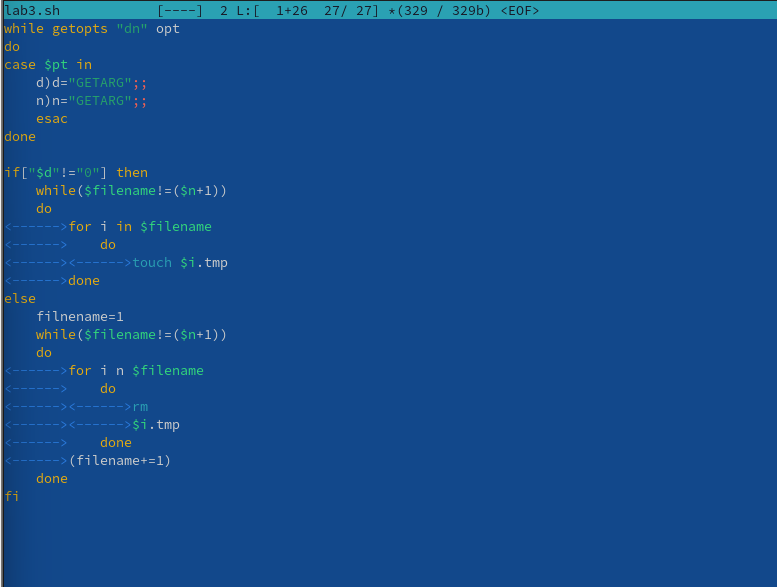 lab3.sh            [----]  2 L:[  1+26  27/ 27] *(329 / 329b) <EOF>
while getopts "dn" opt
do
case $pt in
    d)d="GETARG";;
    n)n="GETARG";;
    esac
done

if["$d"!="0"] then
    while($filename!=($n+1))
    do
<------>for i in $filename
<------>    do
<------><------>touch $i.tmp
<------>done
else
    filnename=1
    while($filename!=($n+1))
    do
<------>for i n $filename
<------>    do
<------><------>rm
<------><------>$i.tmp
<------>    done
<------>(filename+=1)
    done
fi